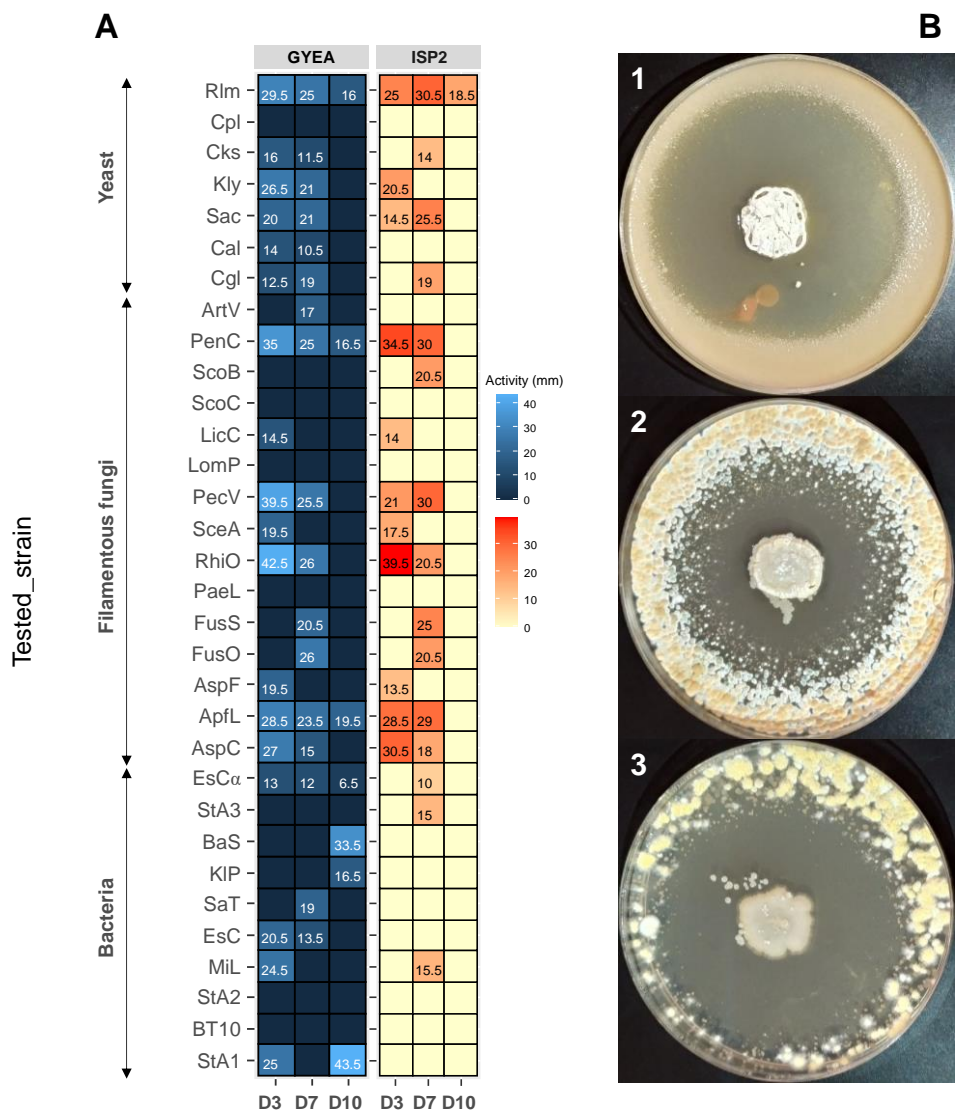 A
B
GYEA ISP2
Tested_strain
Yeast
Filamentous fungi
Bacteria
Rlm 29.5 25 16 25 30.5 18.5
Cpl
Cks 16 11.5 14
Kly 26.5 21 20.5
Sac 20 21 14.5 25.5
Cal 14 10.5
Cgl 12.5 19 19
ArtV 17
PenC 35 25 16.5 34.5 30
ScoB 20.5
ScoC
LicC 14.5 14
LomP
PecV 39.5 25.5 21 30
SceA 19.5 17.5
RhiO 42.5 26 39.5 20.5
PaeL
FusS 20.5 25
FusO 26 20.5
AspF 19.5 13.5
ApfL 28.5 23.5 19.5 28.5 29
AspC 27 15 30.5 18
EsCα 13 12 6.5 10
StA3 15
BaS 33.5
KlP 16.5
SaT 19
EsC 20.5 13.5
MiL 24.5 15.5
StA2
BT10
StA1 25 43.5
D3 D7 D10 D3 D7 D10
Activity (mm)
40
30
20
10
0
30
20
10
0
1
2
3